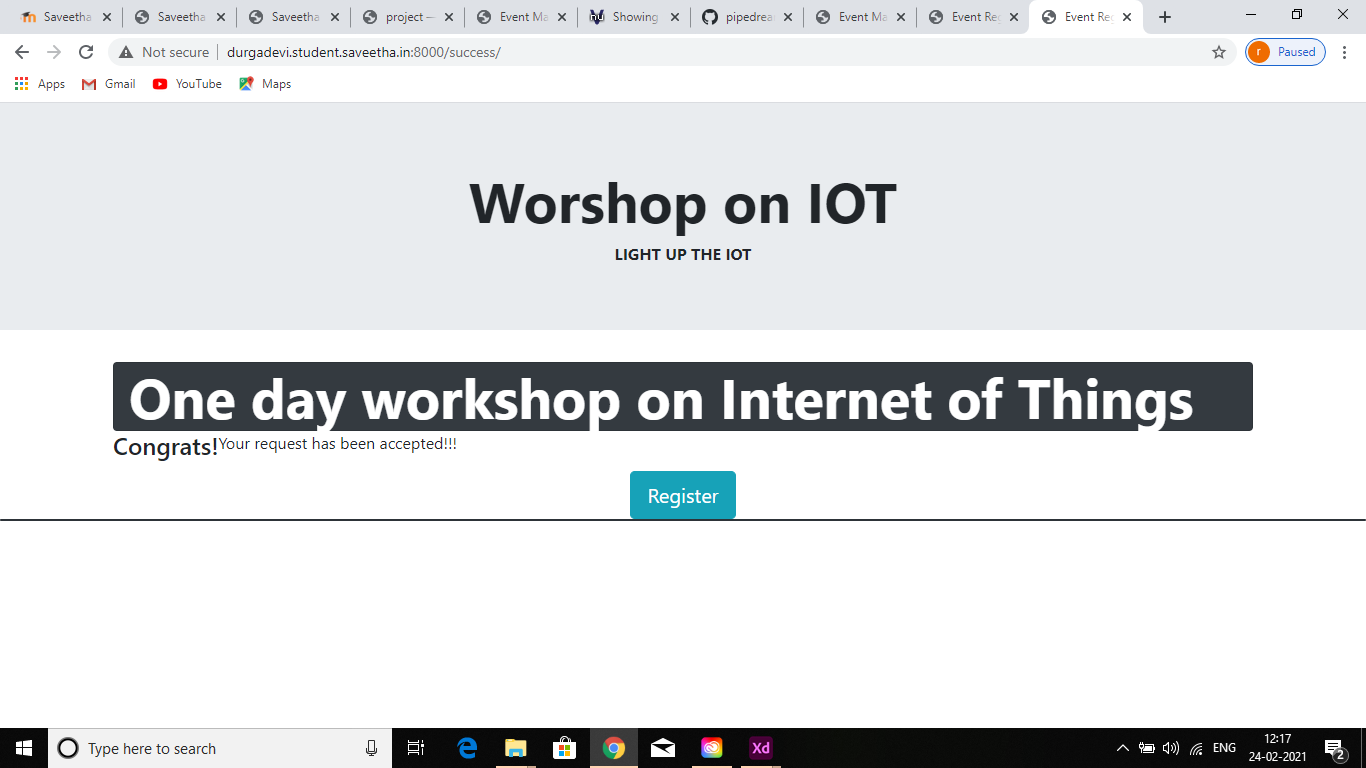 Saveetha
Saveetha
Saveetha
project —
Event Ma
Showing
pipedrea
Event Ma
Event Reg
Event Reg
Not secure
durgadevi.student.saveetha.in:8000/success/
r
Paused
Apps
Gmail
YouTube
Maps
Worshop on IOT
LIGHT UP THE IOT
One day workshop on Internet of Things
Congrats!Your request has been accepted!!!
Register
Type here to search
Xd
ENG
12:17
24-02-2021
2